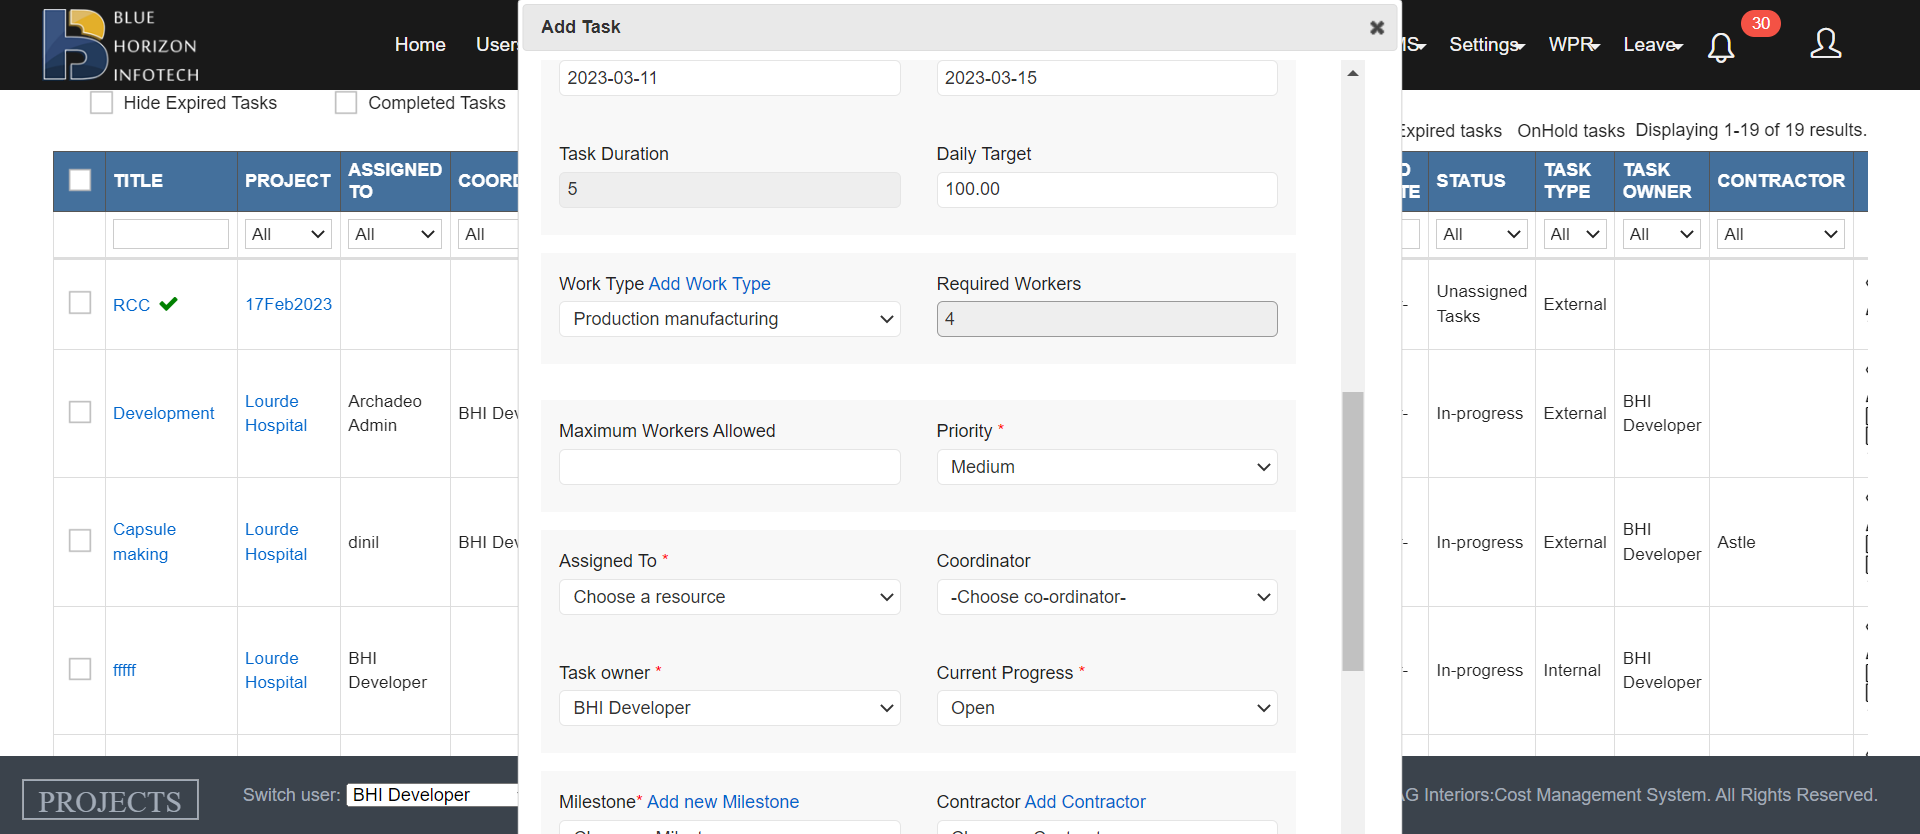 BLUE
HORIZON
INFOTECH
Home
Settings
WPR
Leave
30
Add Task
2023-03-11
2023-03-15
Hide Expired Tasks
Completed Tasks
Expired tasks OnHold tasks Displaying 1-19 of 19 results.
Task Duration
Daily Target
5
100.00
TITLE
PROJECT
ASSIGNED
TO
STATUS
TASK
TYPE
TASK
OWNER
CONTRACTOR
All
All
All
All
All
All
All
Work Type Add Work Type
Required Workers
Production manufacturing
4
RCC
17Feb2023
Unassigned
Tasks
External
Development
Lourde
Hospital
Archadeo
Admin
BHI
In-progress
External
BHI
Developer
Maximum Workers Allowed
Priority *
Medium
Capsule
making
Lourde
Hospital
dinil
BHI
In-progress
External
BHI
Developer
Astle
Assigned To *
Coordinator
Choose a resource
-Choose co-ordinator-
fffff
Lourde
Hospital
BHI
Developer
In-progress
Internal
BHI
Developer
Task owner *
Current Progress *
BHI Developer
Open
Milestone* Add new Milestone
Contractor Add Contractor
PROJECTS
Switch user:
BHI Developer
Interiors:Cost Management System. All Rights Reserved.